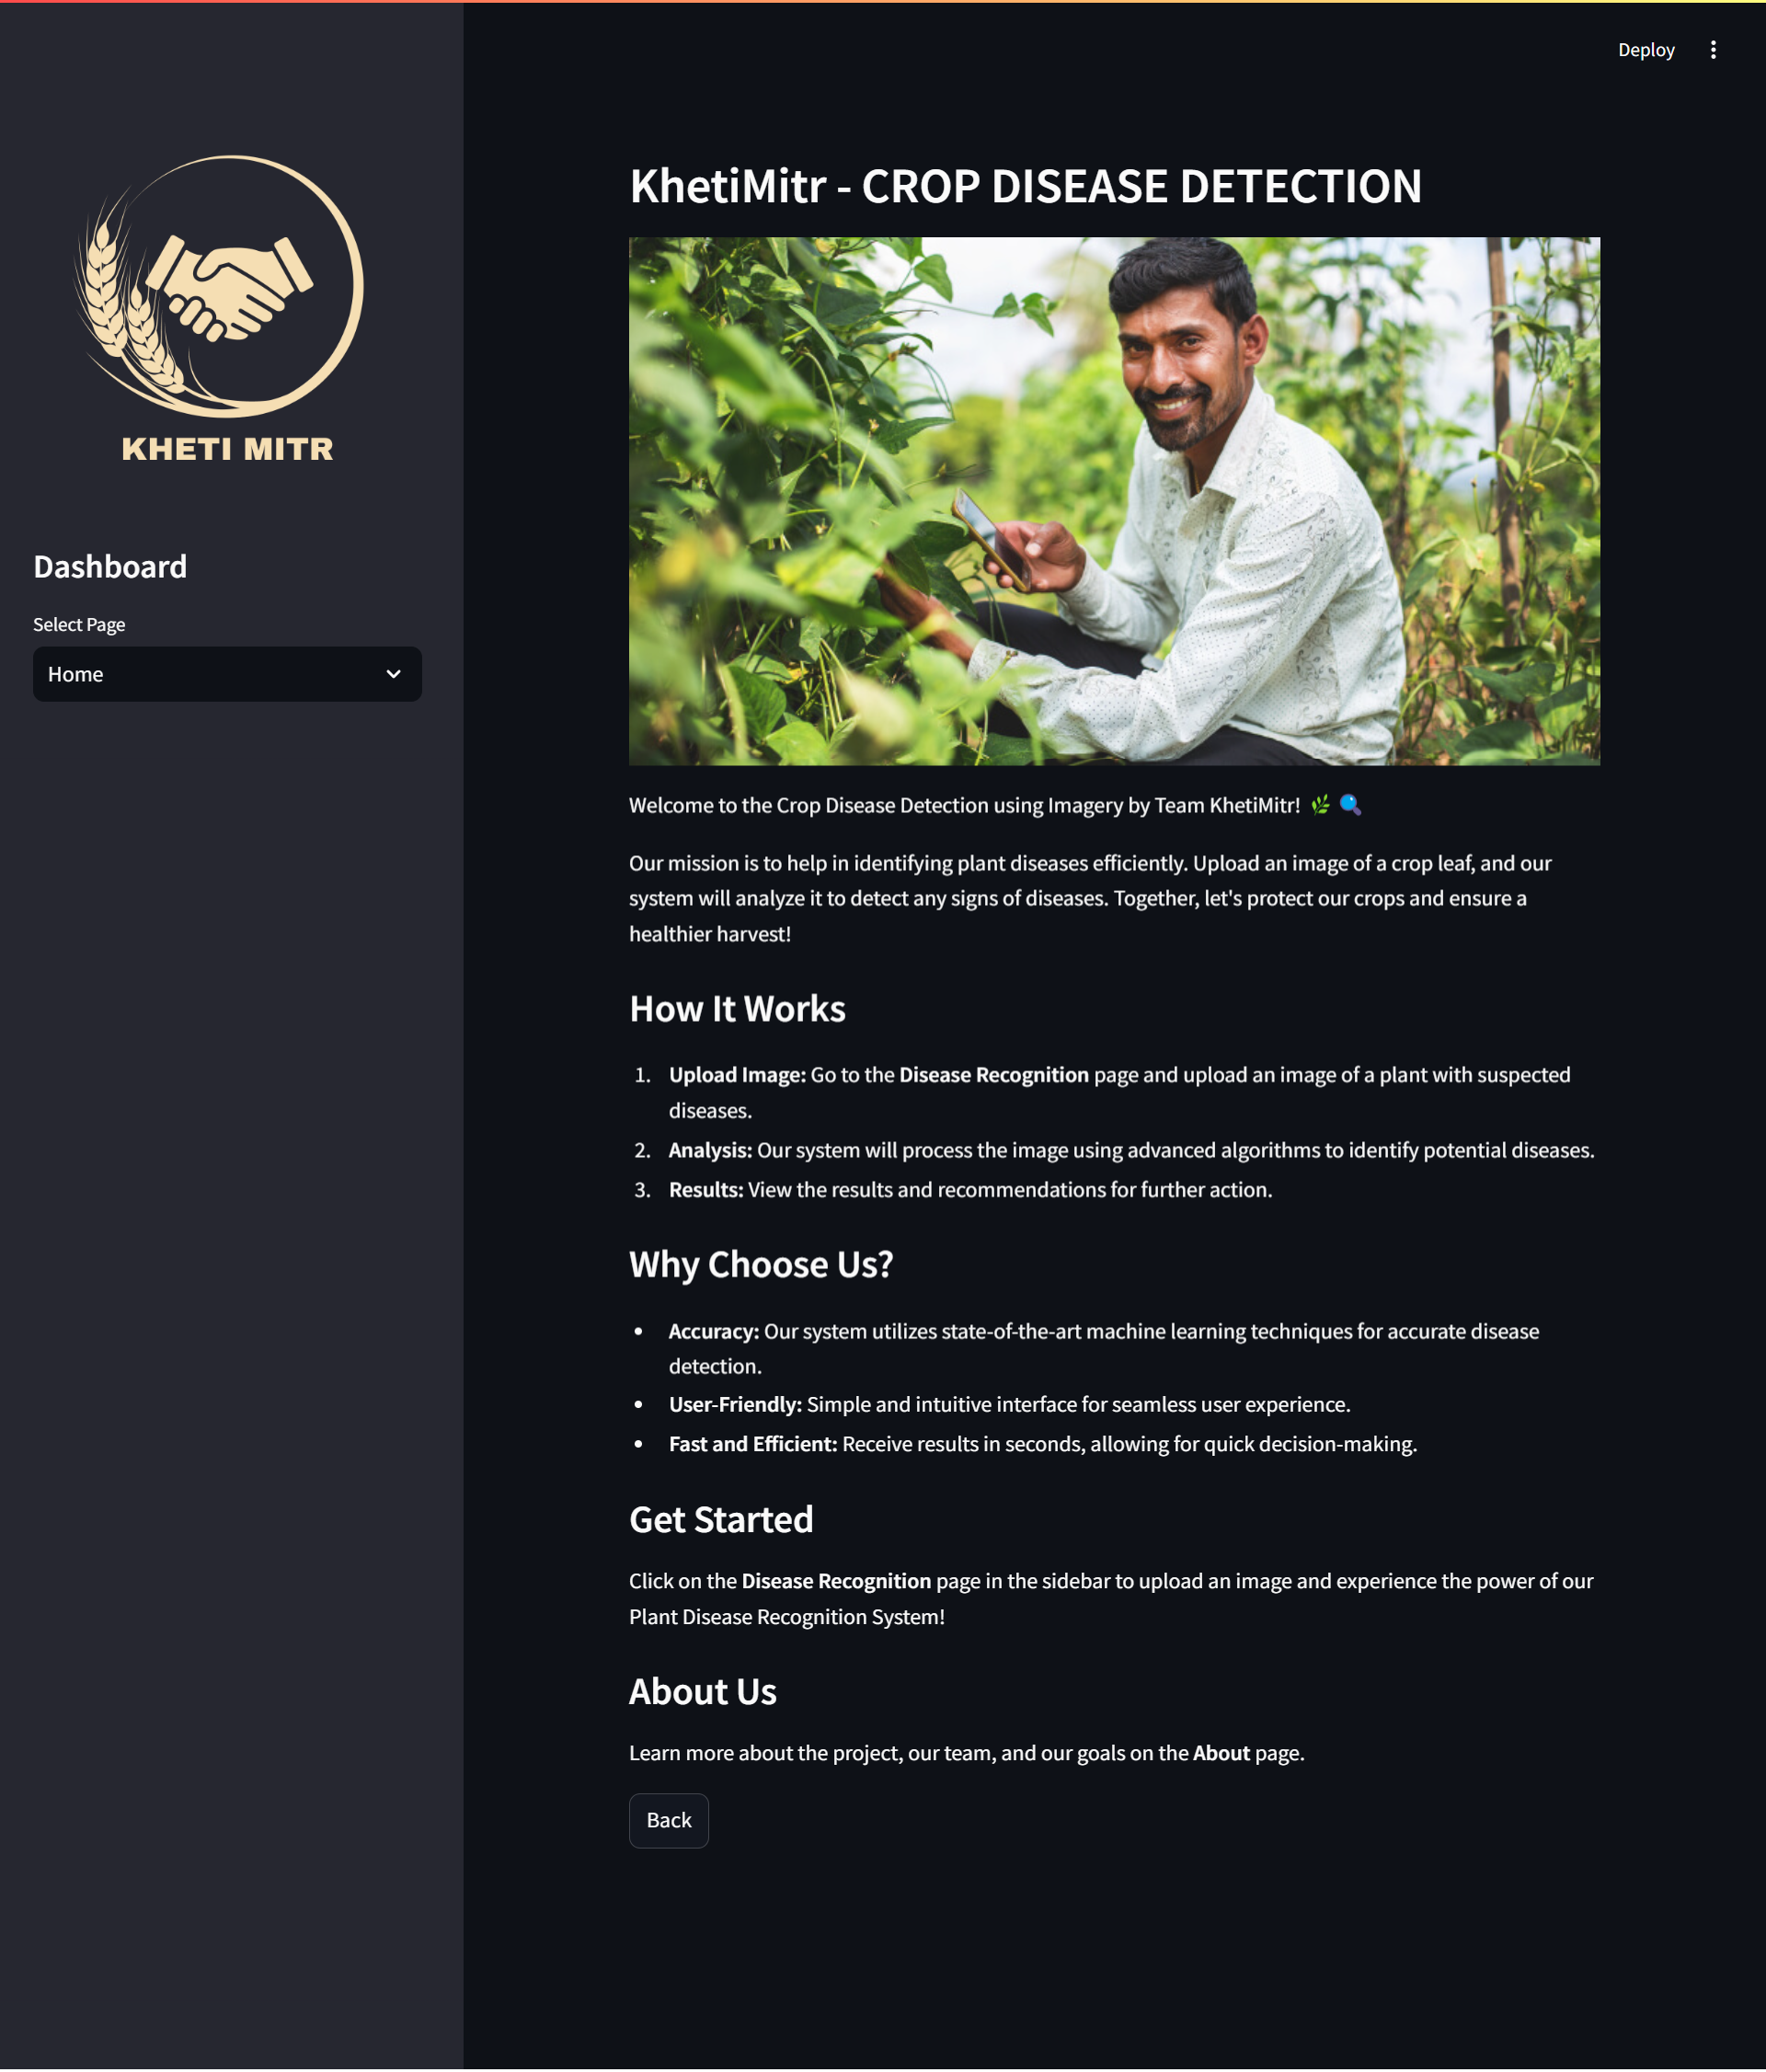 Deploy
KHETI MITR
Dashboard
Select Page
Home
KhetiMitr - CROP DISEASE DETECTION
Welcome to the Crop Disease Detection using Imagery by Team KhetiMitr! 🌿 🔍
Our mission is to help in identifying plant diseases efficiently. Upload an image of a crop leaf, and our
system will analyze it to detect any signs of diseases. Together, let's protect our crops and ensure a
healthier harvest!
How It Works
1. Upload Image: Go to the Disease Recognition page and upload an image of a plant with suspected
diseases.
2. Analysis: Our system will process the image using advanced algorithms to identify potential diseases.
3. Results: View the results and recommendations for further action.
Why Choose Us?
• Accuracy: Our system utilizes state-of-the-art machine learning techniques for accurate disease
detection.
• User-Friendly: Simple and intuitive interface for seamless user experience.
• Fast and Efficient: Receive results in seconds, allowing for quick decision-making.
Get Started
Click on the Disease Recognition page in the sidebar to upload an image and experience the power of our
Plant Disease Recognition System!
About Us
Learn more about the project, our team, and our goals on the About page.
Back